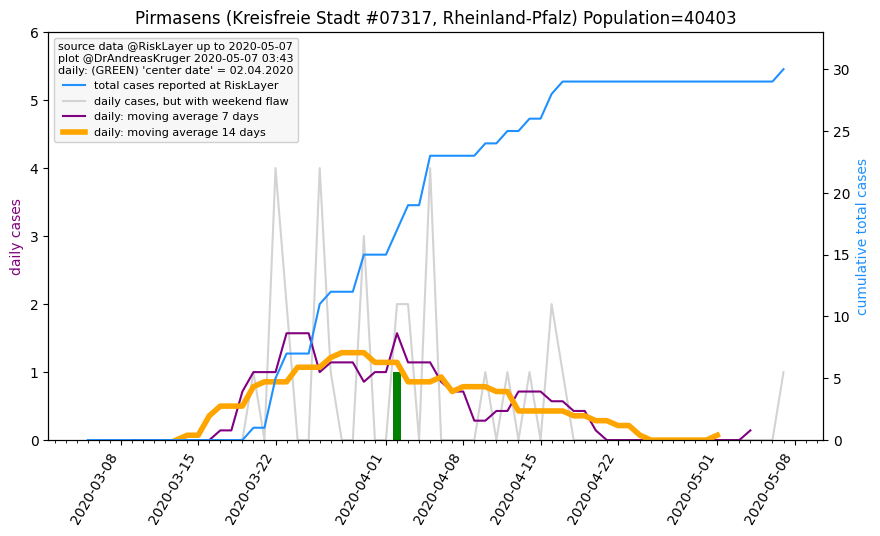 Pirmasens (Kreisfreie Stadt #07317, Rheinland-Pfalz) Population=40403
source data @RiskLayer up to 2020-05-07
plot @DrAndreasKruger 2020-05-07 03:43
daily: (GREEN) 'center date' = 02.04.2020
total cases reported at RiskLayer
daily cases, but with weekend flaw
daily: moving average 7 days
daily: moving average 14 days
daily cases
6
5
4
3
2
1
0
cumulative total cases
30
25
20
15
10
5
0
2020-03-08
2020-03-15
2020-03-22
2020-04-01
2020-04-08
2020-04-15
2020-04-22
2020-05-01
2020-05-08